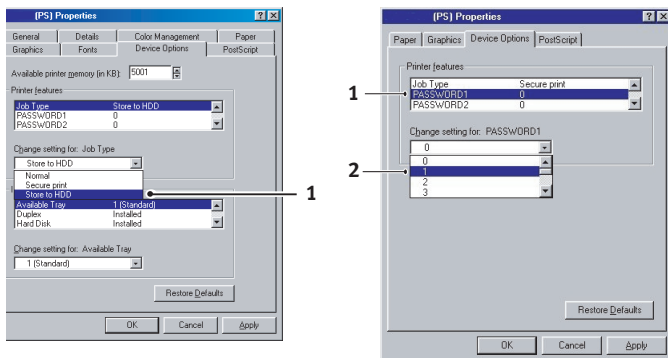 (PS) Properties
General Details Color Management Paper
Graphics Fonts Device Options PostScript
Available printer memory (in KB): 5001
Printer features
Job Type Store to HDD
PASSWORD1 0
PASSWORD2 0
Change setting for: Job Type
Store to HDD
Normal
Secure print
Store to HDD
1
Available Tray 1 (Standard)
Duplex Installed
Hard Disk Installed
Change setting for: Available Tray
1 (Standard)
Restore Defaults
OK Cancel Apply
(PS) Properties
Paper Graphics Device Options PostScript
Printer features
Job Type Secure print
1
PASSWORD1 0
PASSWORD2 0
Change setting for: PASSWORD1
0
0
2
1
2
3
Restore Defaults
OK Cancel Apply